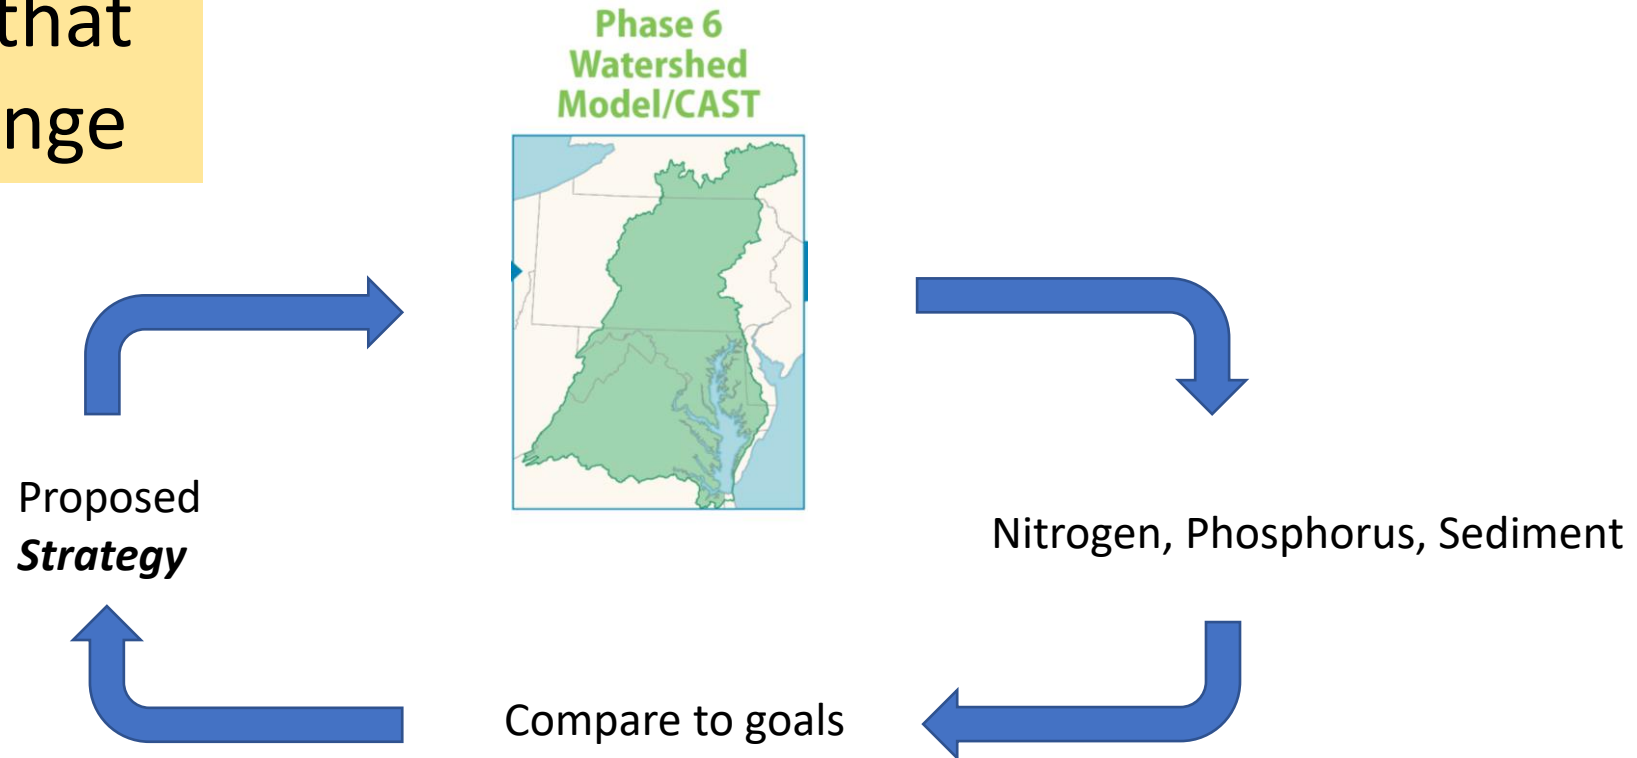 that
nge
Phase 6
Watershed
Model/CAST
Proposed
Strategy
Nitrogen, Phosphorus, Sediment
Compare to goals